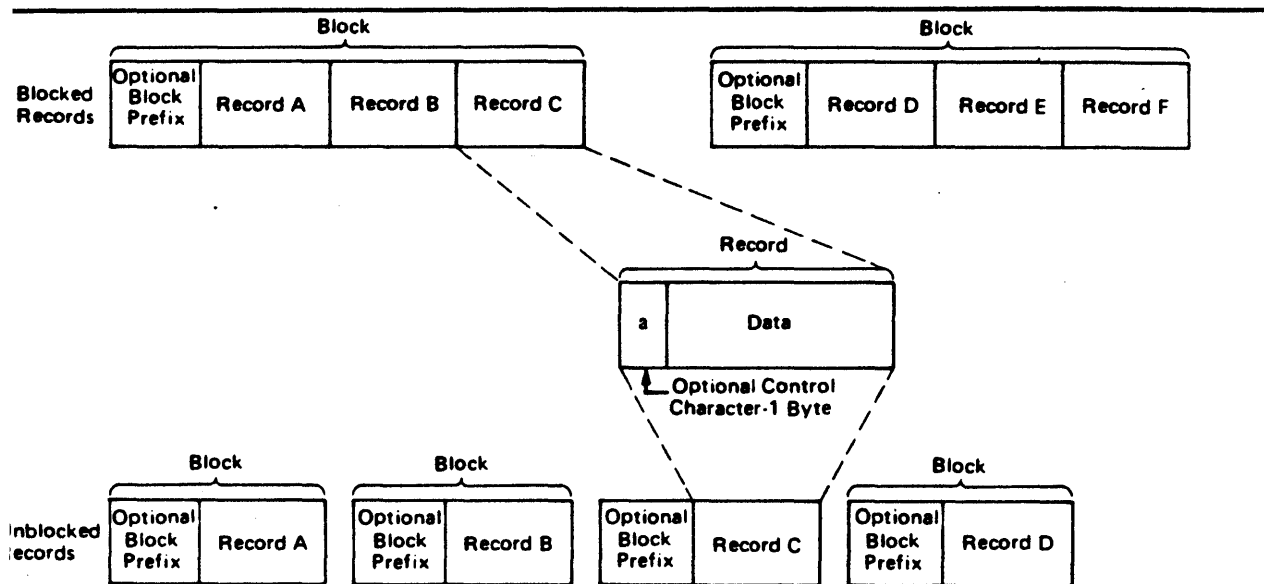 Block
Block
Blocked
Records
Optional
Block
Prefix
Record A
Record B
Record C
Optional
Block
Prefix
Record D
Record E
Record F
Record
a
Data
Optional Control
Character-1 Byte
Block
Block
Block
nblocked
ecords
Optional
Block
Prefix
Record A
Optional
Block
Prefix
Record B
Optional
Block
Prefix
Record C
Optional
Block
Prefix
Record D